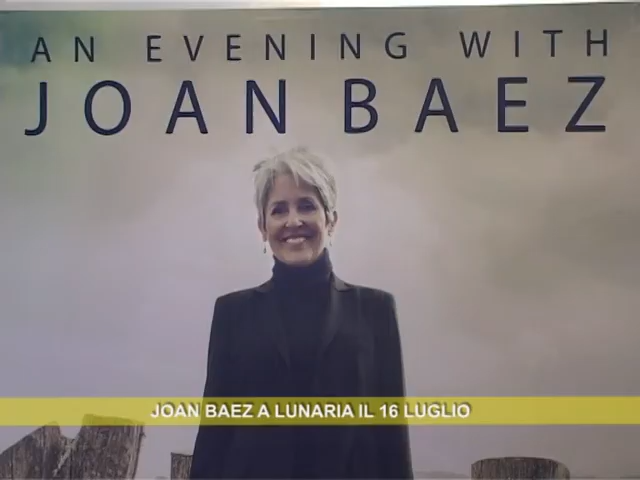 AN EVENING WITH
JOAN BAEZ
JOAN BAEZ A LUNARIA IL 16 LUGLIO